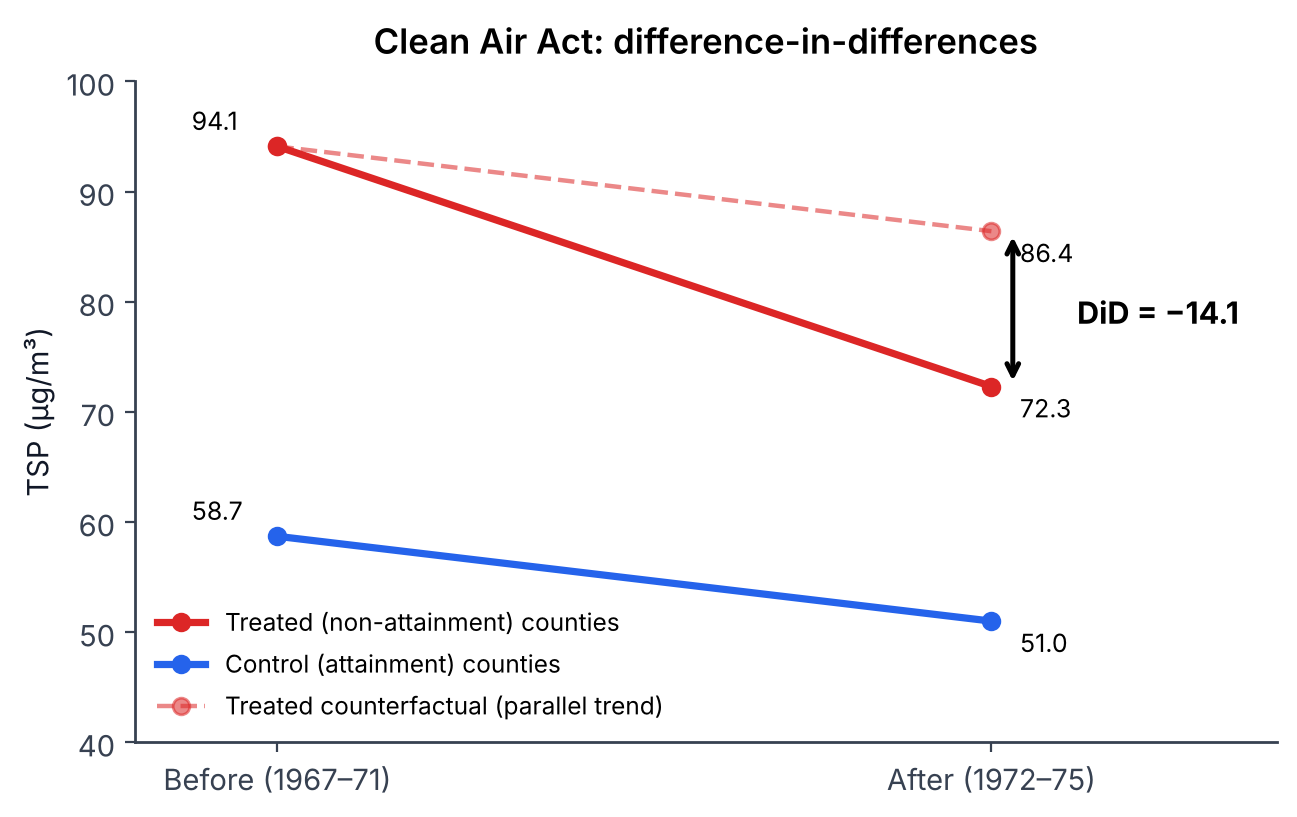 Clean Air Act: difference-in-differences
100
94.1
90
86.4
80
DiD = −14.1
72.3
70
TSP (µg/m³)
60
58.7
50
51.0
40
Treated (non-attainment) counties
Control (attainment) counties
Treated counterfactual (parallel trend)
Before (1967–71)
After (1972–75)